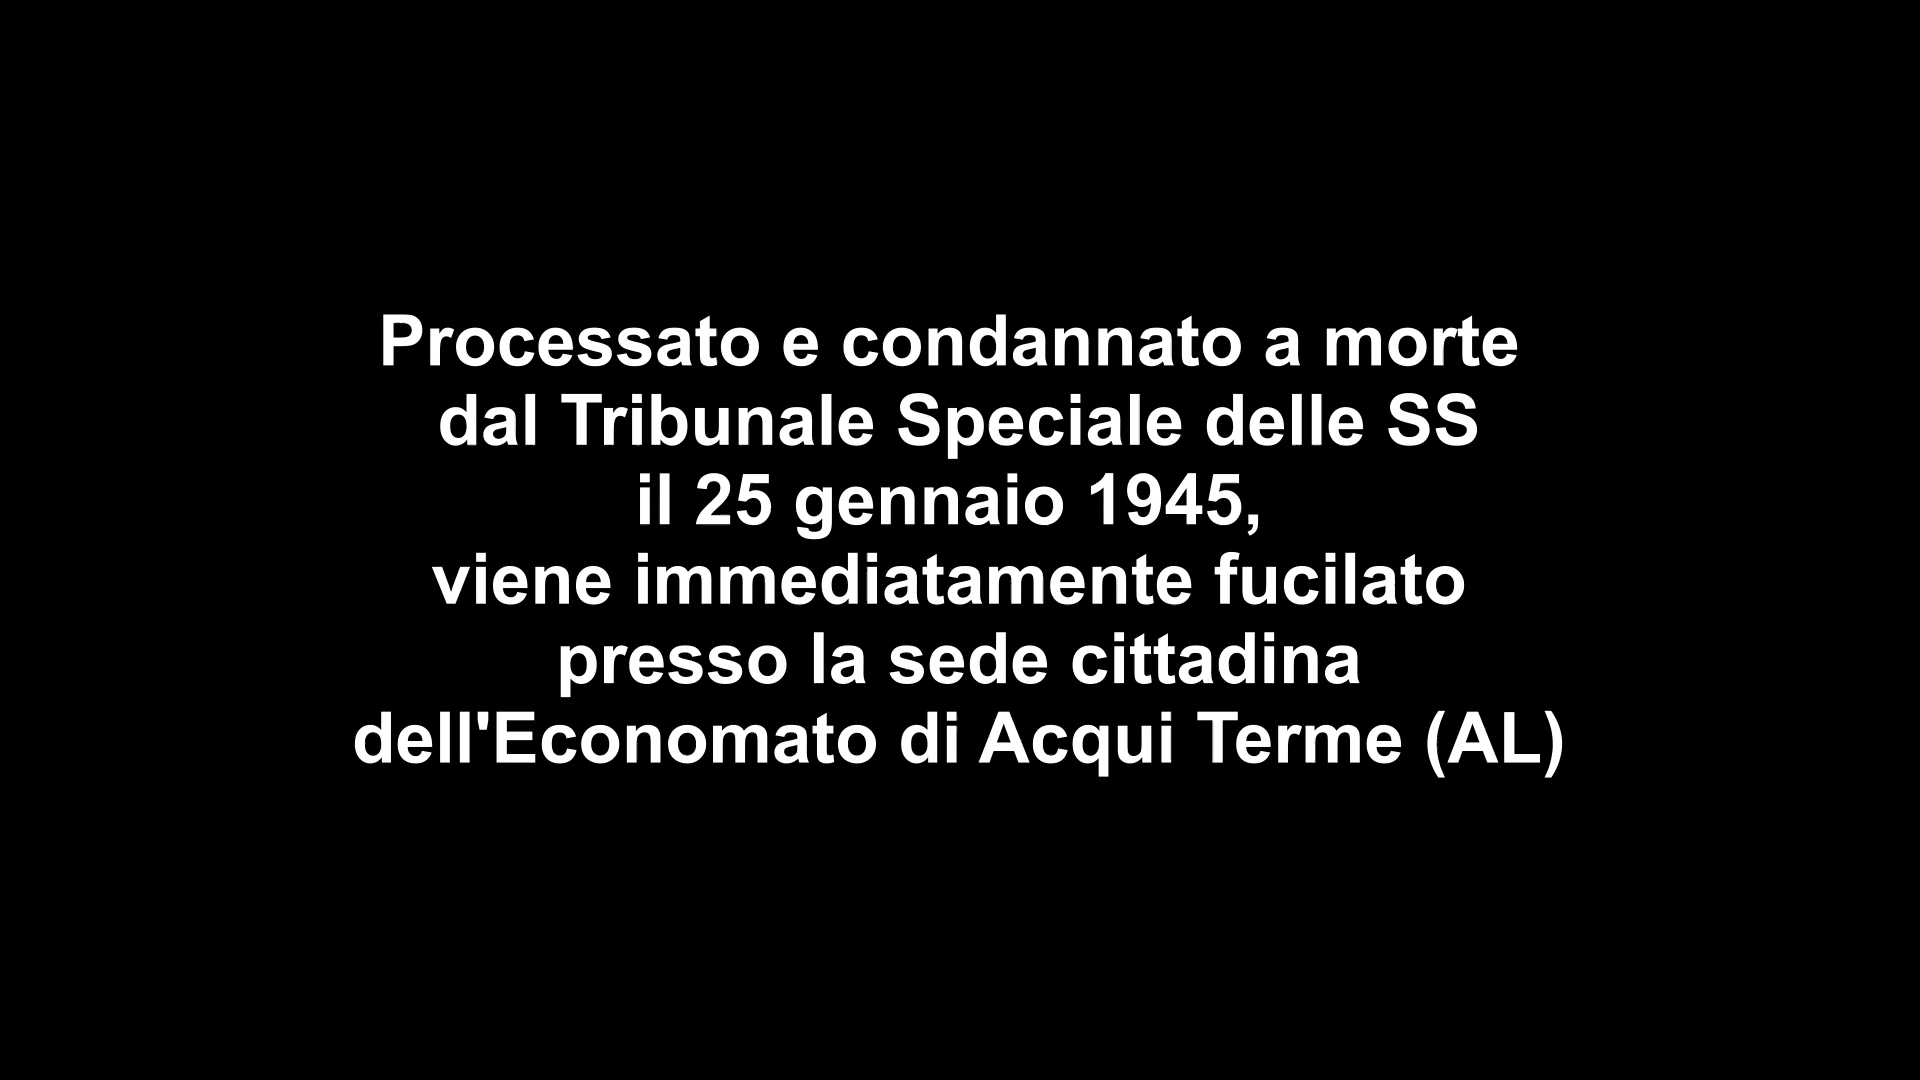 Processato e condannato a morte
dal Tribunale Speciale delle SS
il 25 gennaio 1945,
viene immediatamente fucilato
presso la sede cittadina
dell'Economato di Acqui Terme (AL)